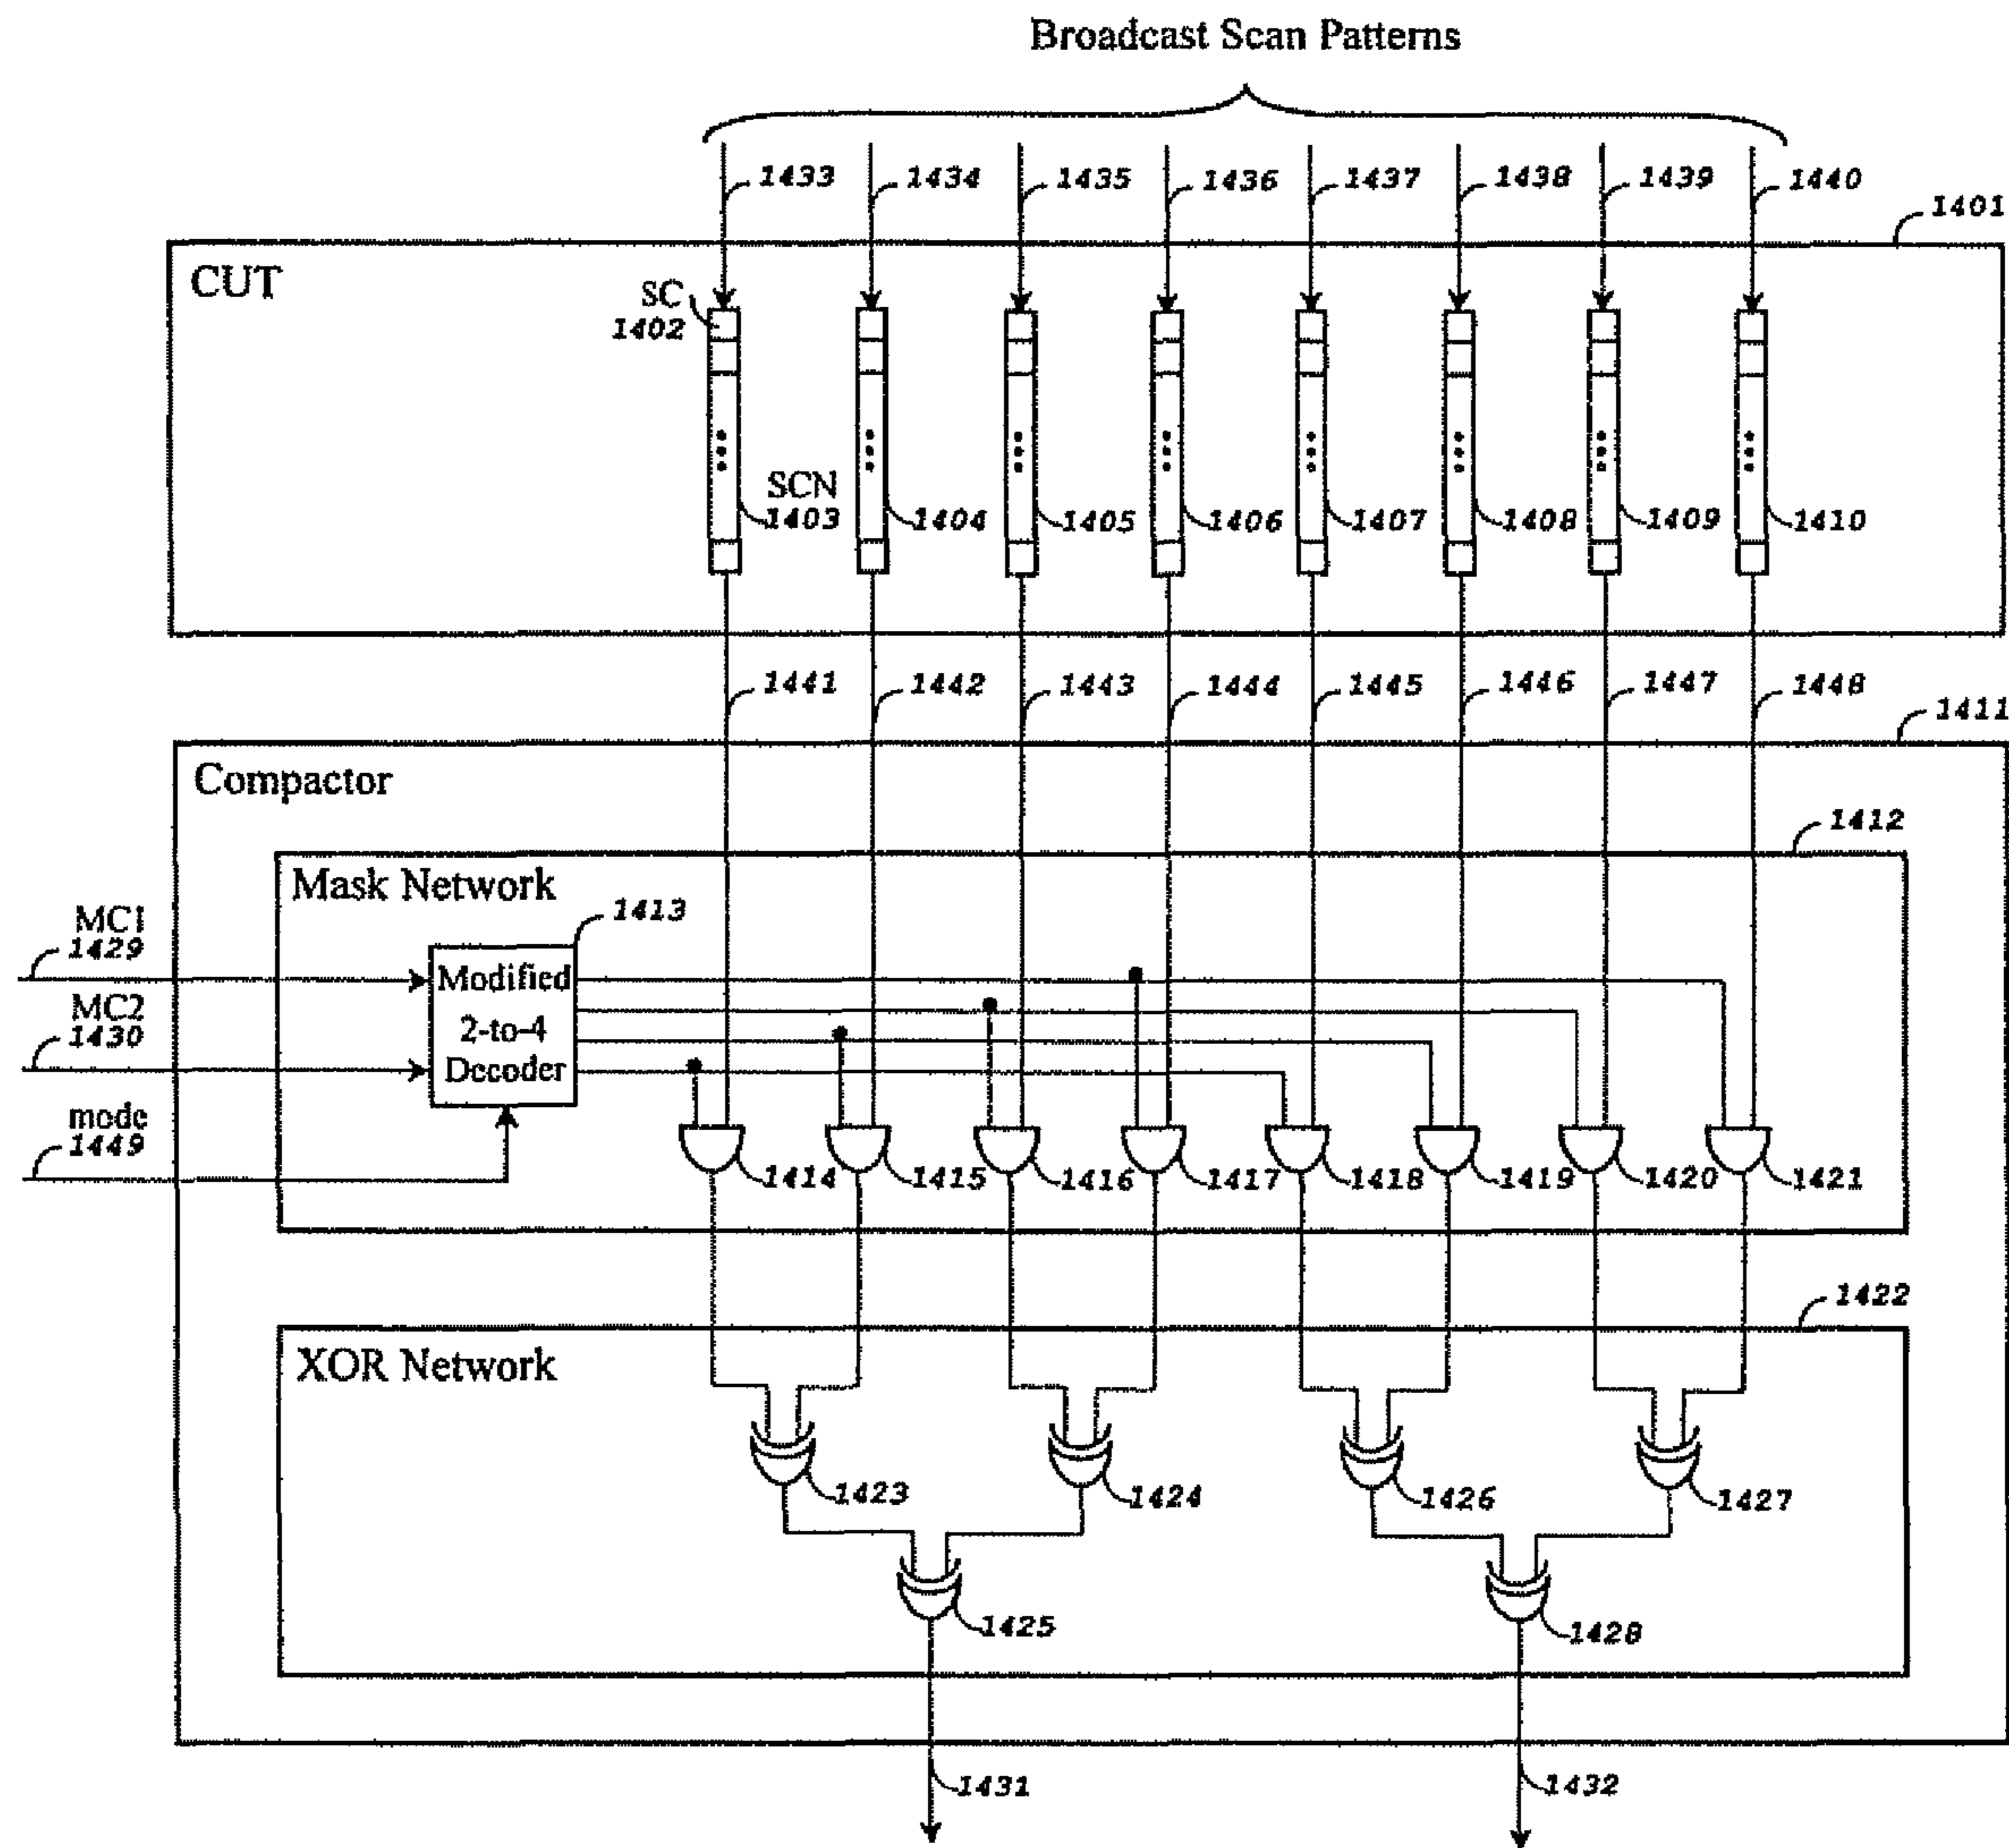 Broadcast Scan Patterns
1433 1434 1435 1436 1437 1438 1439 1440
1401
CUT
SC
1402
SCN
1403 1404 1405 1406 1407 1408 1409 1410
1441 1442 1443 1444 1445 1446 1447 1448
1411
Compactor
1412
Mask Network
MC1
1429
1413
Modified
2-to-4
Decoder
MC2
1430
mode
1449
1414 1415 1416 1417 1418 1419 1420 1421
1422
XOR Network
1423 1424 1426 1427
1425 1428
1431 1432